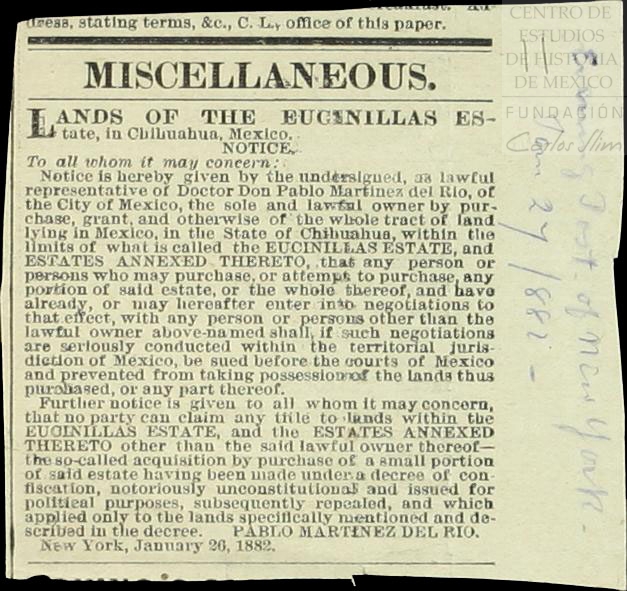 dress, stating terms, &c., C. L., office of this paper.
MISCELLANEOUS.
LANDS OF THE EUCINILLAS ES-
tate, in Chihuahua, Mexico.
NOTICE.
To all whom it may concern:
Notice is hereby given by the undersigned, as lawful
representative of Doctor Don Pablo Martinez del Rio, of
the City of Mexico, the sole and lawful owner by pur-
chase, grant, and otherwise of the whole tract of land
lying in Mexico, in the State of Chihuahua, within the
limits of what is called the EUCINILLAS ESTATE, and
ESTATES ANNEXED THERETO, that any person or
persons who may purchase, or attempt to purchase, any
portion of said estate, or the whole thereof, and have
already, or may hereafter enter into negotiations to
that effect, with any person or persons other than the
lawful owner above-named shall, if such negotiations
are seriously conducted within the territorial juris-
diction of Mexico, be sued before the courts of Mexico
and prevented from taking possession of the lands thus
purchased, or any part thereof.
Further notice is given to all whom it may concern,
that no party can claim any title to lands within the
EUCINILLAS ESTATE, and the ESTATES ANNEXED
THERETO other than the said lawful owner thereof—
the so-called acquisition by purchase of a small portion
of said estate having been made under a decree of con-
fiscation, notoriously unconstitutional and issued for
political purposes, subsequently repealed, and which
applied only to the lands specifically mentioned and de-
scribed in the decree. PABLO MARTINEZ DEL RIO.
New York, January 26, 1882.
Evening Post of New York -
Jan 27/882 -
CENTRO DE
ESTUDIOS
DE HISTORIA
DE MEXICO
FUNDACIÓN
Carlos Slim